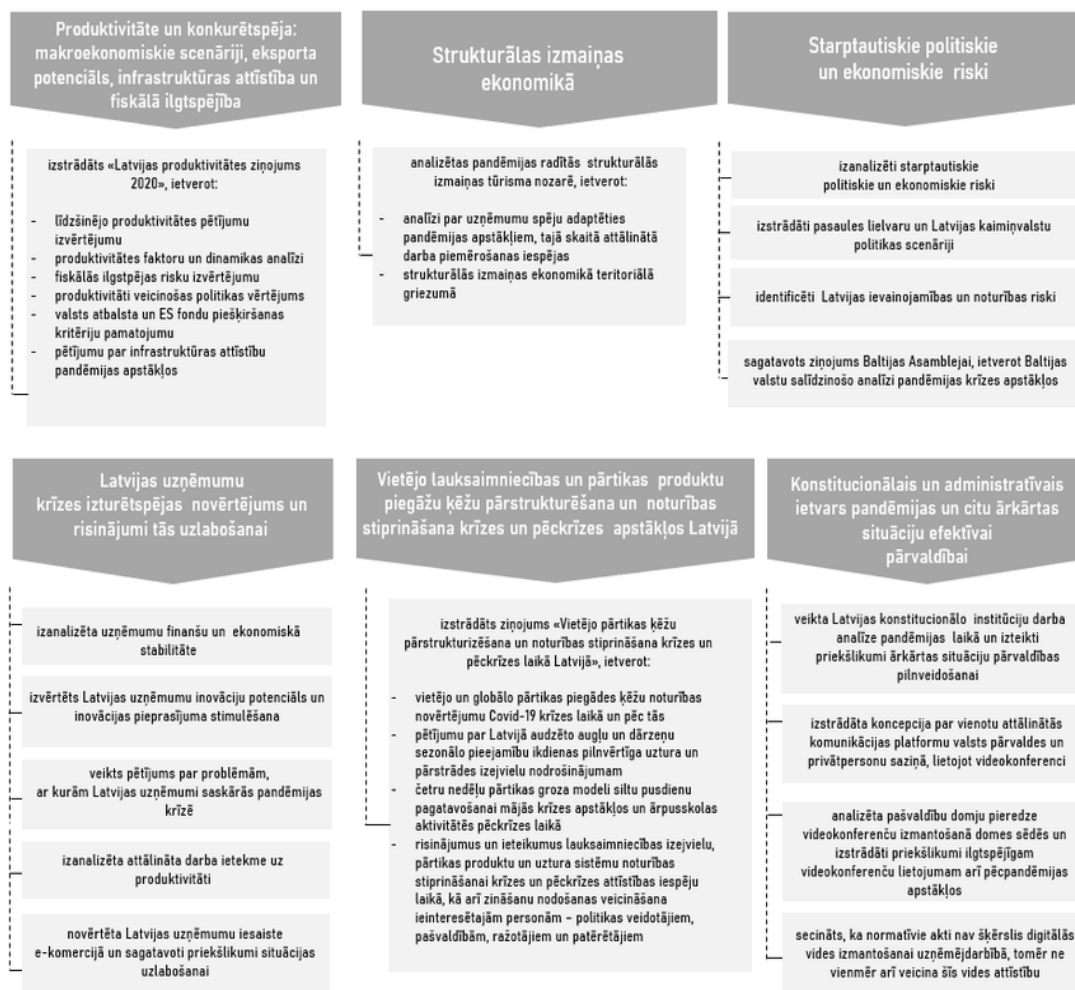 Produktivitāte un konkurētspēja:
makroekonomiskie scenāriji, eksporta
potenciāls, infrastruktūras attīstība un
fiskālā ilgtspējība
izstrādāts «Latvijas produktivitātes ziņojums
2020», ietverot:
- līdzšinējo produktivitātes pētījumu
izvērtējumu
- produktivitātes faktoru un dinamikas analīzi
- fiskālās ilgstpējas risku izvērtējumu
- produktivitāti veicinošas politikas vērtējums
- valsts atbalsta un ES fondu piešķiršanas
kritēriju pamatojumu
- pētījumu par infrastruktūras attīstību
pandēmijas apstākļos
Strukturālas izmaiņas
ekonomikā
analizētas pandēmijas radītās strukturālās
izmaiņas tūrisma nozarē, ietverot:
- analīzi par uzņēmumu spēju adaptēties
pandēmijas apstākļiem, tajā skaitā attālinātā
darba piemērošanas iespējas
- strukturālās izmaiņas ekonomikā teritoriālā
griezumā
Starptautiskie politiskie
un ekonomiskie riski
izanalizēti starptautiskie
politiskie un ekonomiskie riski
izstrādāti pasaules lielvaru un Latvijas kaimiņvalstu
politikas scenāriji
identificēti Latvijas ievainojamības un noturības riski
sagatavots ziņojums Baltijas Asamblejai, ietverot Baltijas
valstu salīdzinošo analīzi pandēmijas krīzes apstākļos
Latvijas uzņēmumu
krīzes izturētspējas novērtējums un
risinājumi tās uzlabošanai
izanalizēta uzņēmumu finanšu un ekonomiskā
stabilitāte
izvērtēts Latvijas uzņēmumu inovāciju potenciāls un
inovācijas pieprasījuma stimulēšana
veikts pētījums par problēmām,
ar kurām Latvijas uzņēmumi saskārās pandēmijas
krīzē
izanalizēta attālināta darba ietekme uz
produktivitāti
novērtēta Latvijas uzņēmumu iesaiste
e-komercijā un sagatavoti priekšlikumi situācijas
uzlabošanai
Vietējo lauksaimniecības un pārtikas produktu
piegāžu ķēžu pārstrukturēšana un noturības
stiprināšana krīzes un pēckrīzes apstākļos Latvijā
izstrādāts ziņojums «Vietējo pārtikas ķēžu
pārstrukturizēšana un noturības stiprināšana krīzes un
pēckrīzes laikā Latvijā», ietverot:
- vietējo un globālo pārtikas piegādes ķēžu noturības
novērtējumu Covid-19 krīzes laikā un pēc tās
- pētījumu par Latvijā audzēto augļu un dārzeņu
sezonālo pieejamību ikdienas pilnvērtīga uztura un
pārstrādes izejvielu nodrošinājumam
- četru nedēļu pārtikas groza modeli siltu pusdienu
pagatavošanai mājās krīzes apstākļos un ārpusskolas
aktivitātēs pēckrīzes laikā
- risinājumus un ieteikumus lauksaimniecības izejvielu,
pārtikas produktu un uztura sistēmu noturības
stiprināšanai krīzes un pēckrīzes attīstības iespēju
laikā, kā arī zināšanu nodošanas veicināšana
ieinteresētajām personām – politikas veidotājiem,
pašvaldībām, ražotājiem un patērētājiem
Konstitucionālais un administratīvais
ietvars pandēmijas un citu ārkārtas
situāciju efektīvai
pārvaldībai
veikta Latvijas konstitucionālo institūciju darba
analīze pandēmijas laikā un izteikti
priekšlikumi ārkārtas situāciju pārvaldības
pilnveidošanai
izstrādāta koncepcija par vienotu attālinātās
komunikācijas platformu valsts pārvaldes un
privātpersonu saziņā, lietojot videokonferenci
analizēta pašvaldību domju pieredze
videokonferenču izmantošanā domes sēdēs un
izstrādāti priekšlikumi ilgtspējīgam
videokonferenču lietojumam arī pēcpandēmijas
apstākļos
secināts, ka normatīvie akti nav šķērslis digitālās
vides izmantošanai uzņēmējdarbībā, tomēr ne
vienmēr arī veicina šīs vides attīstību